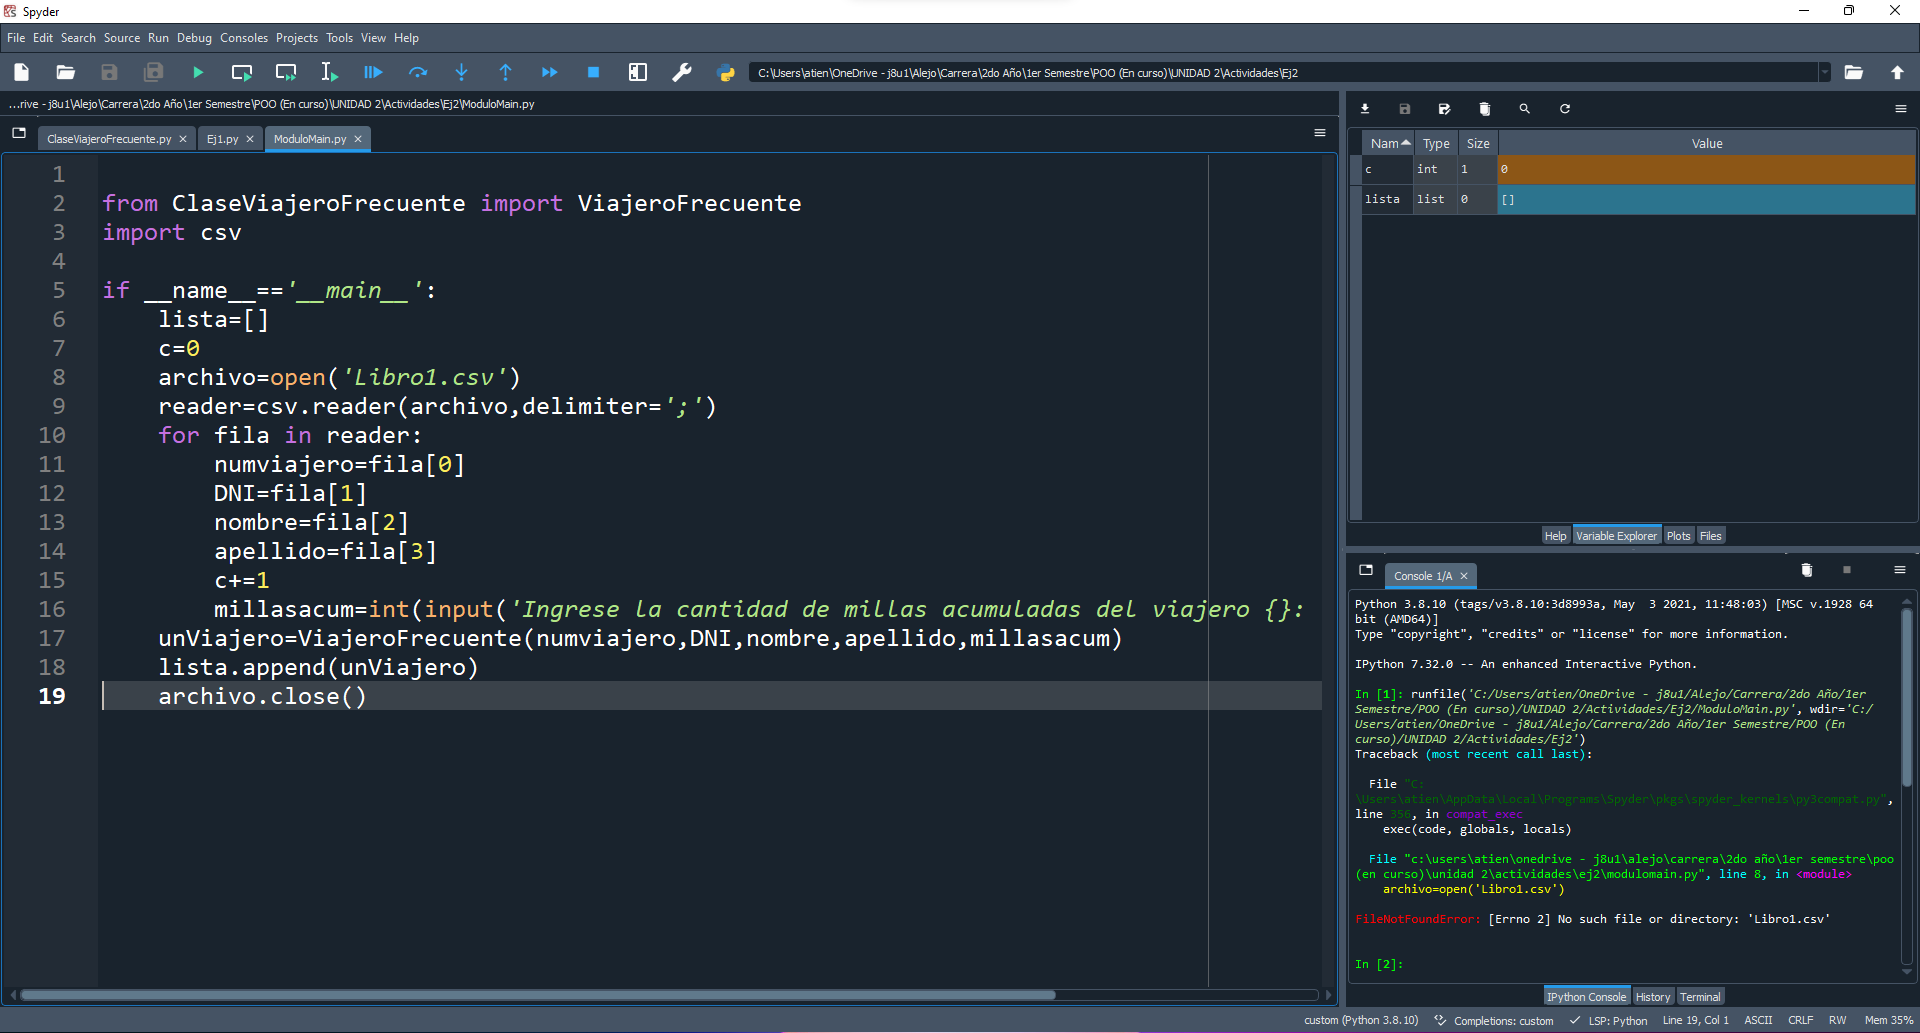 Spyder
File Edit Search Source Run Debug Consoles Projects Tools View Help
C:\Users\atien\OneDrive - j8u1\Alejo\Carrera\2do Año\1er Semestre\POO (En curso)\UNIDAD 2\Actividades\Ej2
...rive - j8u1\Alejo\Carrera\2do Año\1er Semestre\POO (En curso)\UNIDAD 2\Actividades\Ej2\ModuloMain.py
ClaseViajeroFrecuente.py Ej1.py ModuloMain.py
1
2 from ClaseViajeroFrecuente import ViajeroFrecuente
3 import csv
4
5 if __name__=='__main__':
6     lista=[]
7     c=0
8     archivo=open('Libro1.csv')
9     reader=csv.reader(archivo,delimiter=';')
10     for fila in reader:
11         numviajero=fila[0]
12         DNI=fila[1]
13         nombre=fila[2]
14         apellido=fila[3]
15         c+=1
16         millasacum=int(input('Ingrese la cantidad de millas acumuladas del viajero {}:
17     unViajero=ViajeroFrecuente(numviajero,DNI,nombre,apellido,millasacum)
18     lista.append(unViajero)
19     archivo.close()
Nam Type Size Value
c int 1 0
lista list 0 []
Help Variable Explorer Plots Files
Console 1/A
Python 3.8.10 (tags/v3.8.10:3d8993a, May  3 2021, 11:48:03) [MSC v.1928 64
bit (AMD64)]
Type "copyright", "credits" or "license" for more information.
IPython 7.32.0 -- An enhanced Interactive Python.
In [1]: runfile('C:/Users/atien/OneDrive - j8u1/Alejo/Carrera/2do Año/1er
Semestre/POO (En curso)/UNIDAD 2/Actividades/Ej2/ModuloMain.py', wdir='C:/
Users/atien/OneDrive - j8u1/Alejo/Carrera/2do Año/1er Semestre/POO (En
curso)/UNIDAD 2/Actividades/Ej2')
Traceback (most recent call last):
File "C:
\Users\atien\AppData\Local\Programs\Spyder\pkgs\spyder_kernels\py3compat.py",
line 356, in compat_exec
exec(code, globals, locals)
File "c:\users\atien\onedrive - j8u1\alejo\carrera\2do año\1er semestre\poo
(en curso)\unidad 2\actividades\ej2\modulomain.py", line 8, in <module>
archivo=open('Libro1.csv')
FileNotFoundError: [Errno 2] No such file or directory: 'Libro1.csv'
In [2]:
IPython Console History Terminal
custom (Python 3.8.10) Completions: custom LSP: Python Line 19, Col 1 ASCII CRLF RW Mem 35%